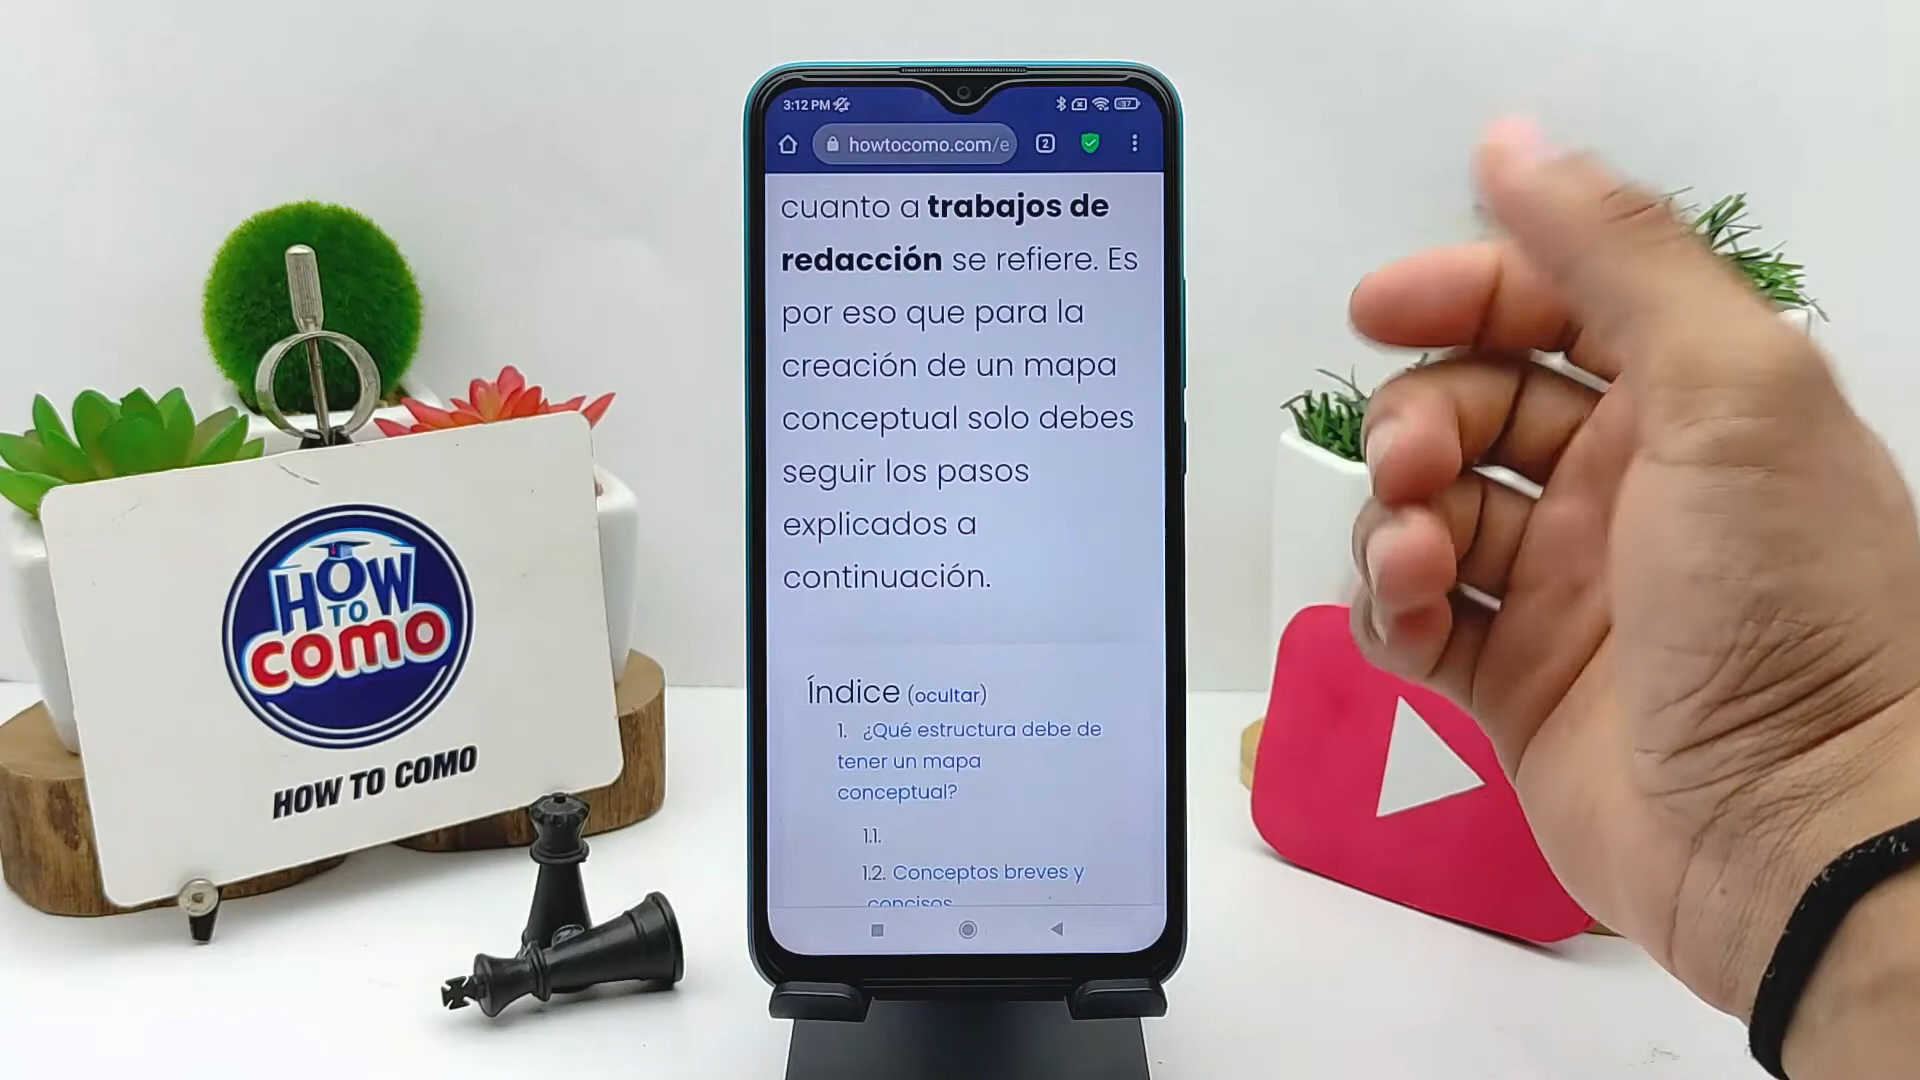 3:12 PM
howtocomo.com/e
2
37
cuanto a trabajos de
redacción se refiere. Es
por eso que para la
creación de un mapa
conceptual solo debes
seguir los pasos
explicados a
continuación.
Índice (ocultar)
1. ¿Qué estructura debe de
tener un mapa
conceptual?
1.1.
1.2. Conceptos breves y
concisos
HOW
TO
como
HOW TO COMO